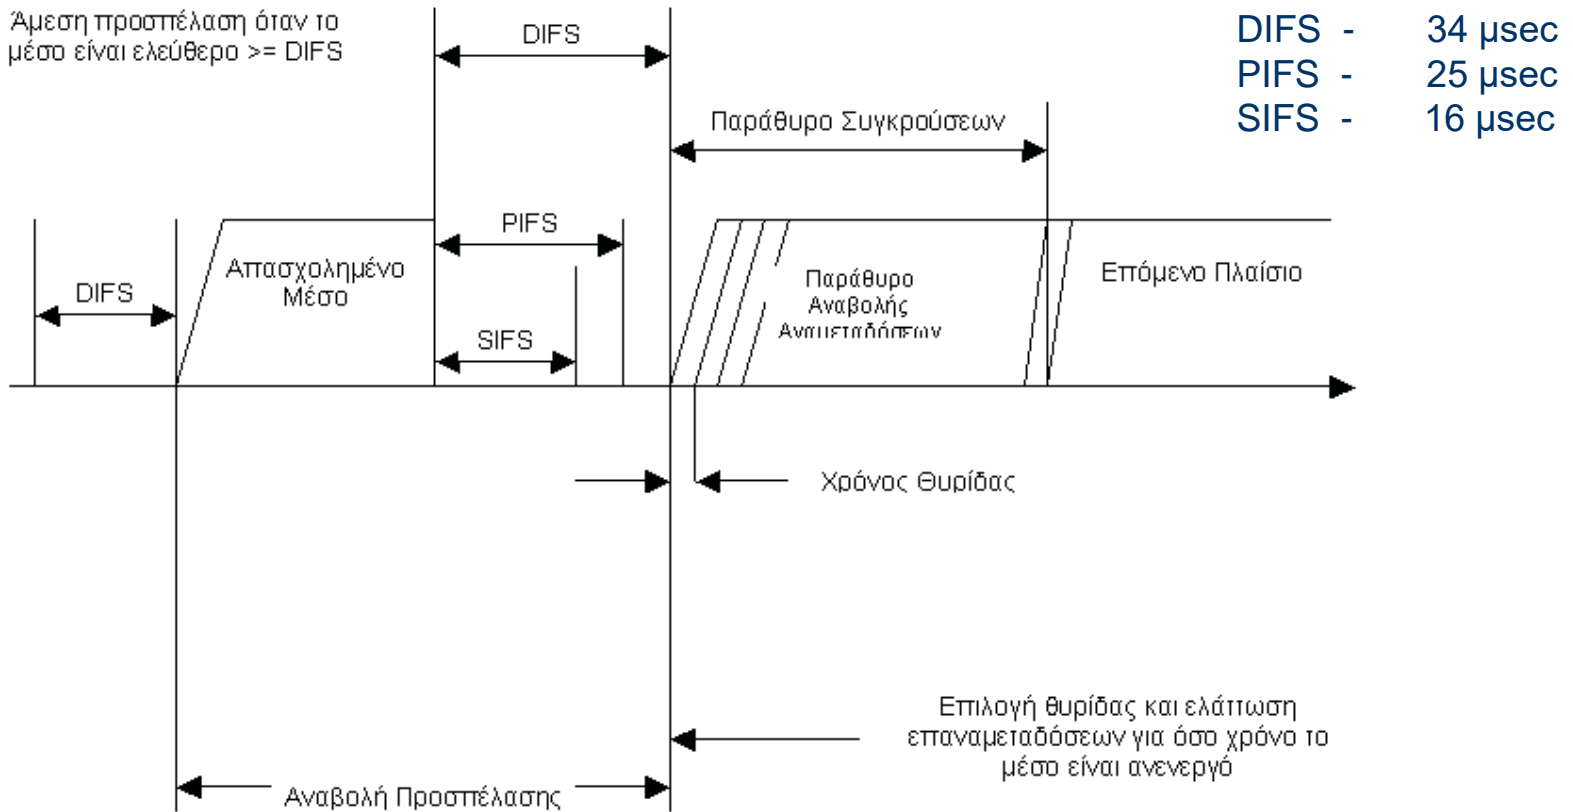 Άμεση προσπέλαση όταν το
μέσο είναι ελεύθερο >= DIFS
DIFS
DIFS - 34 μsec
PIFS - 25 μsec
SIFS - 16 μsec
Παράθυρο Συγκρούσεων
DIFS
Απασχολημένο
Μέσο
PIFS
SIFS
Παράθυρο
Αναβολής
Αναμεταδόσεων
Επόμενο Πλαίσιο
Χρόνος Θυρίδας
Επιλογή θυρίδας και ελάττωση
επαναμεταδόσεων για όσο χρόνο το
μέσο είναι ανενεργό
Αναβολή Προσπέλασης